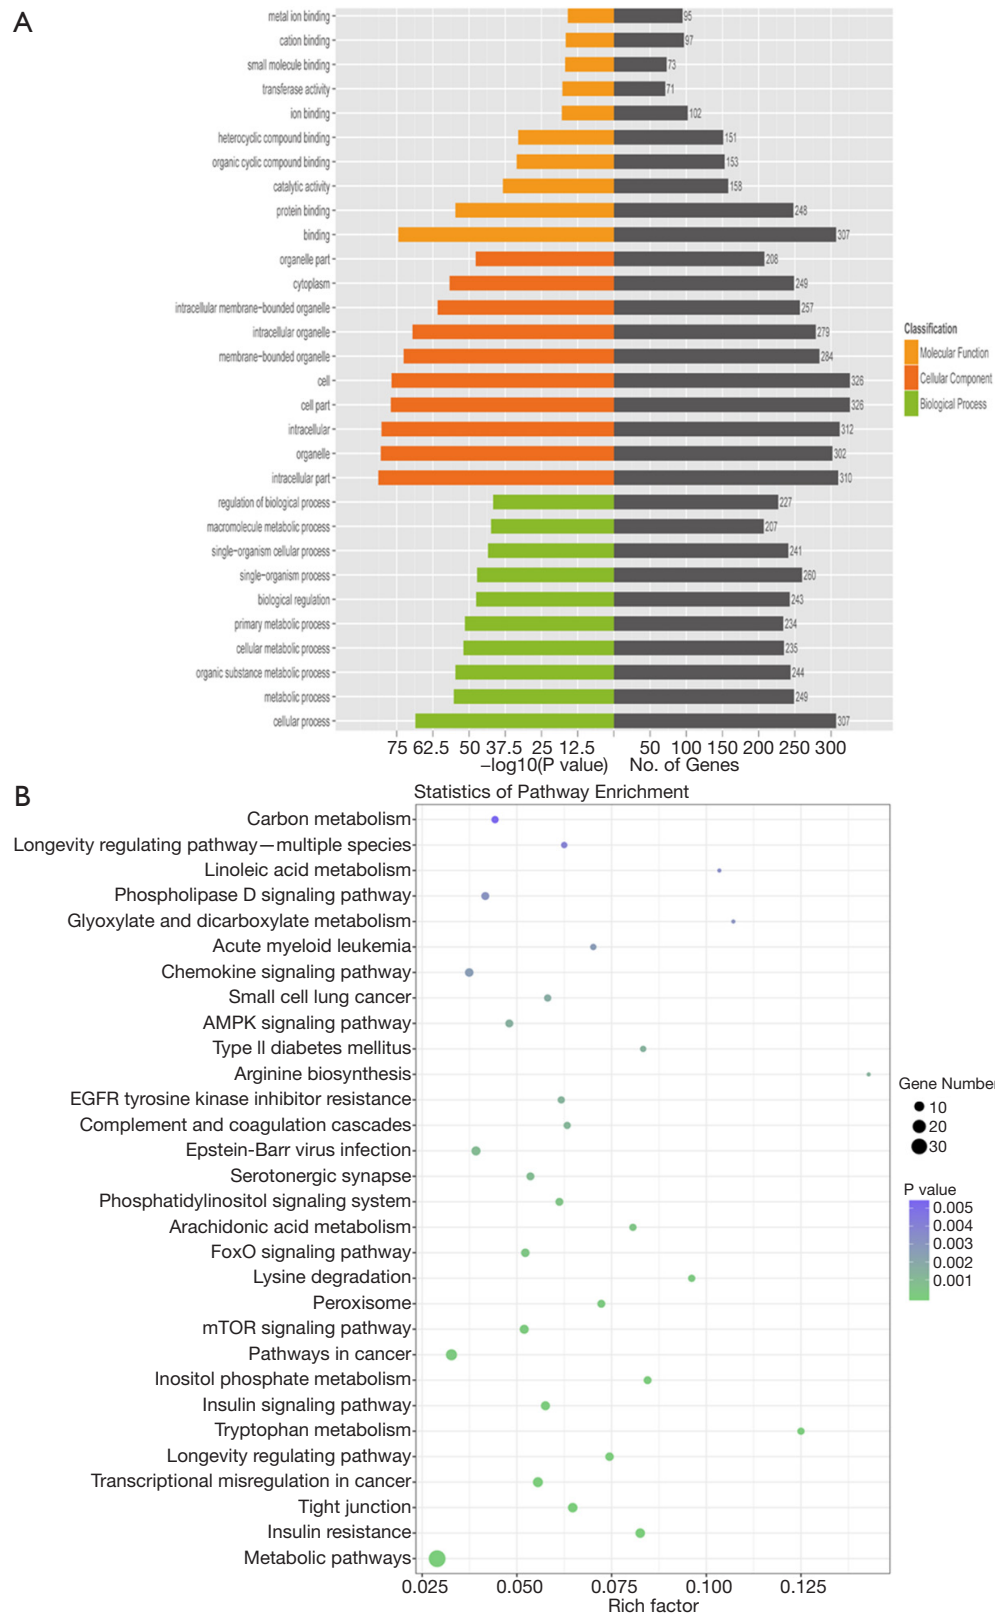 A
metal ion binding 95
cation binding 97
small molecule binding 73
transferase activity 71
ion binding 102
heterocyclic compound binding 151
organic cyclic compound binding 153
catalytic activity 158
protein binding 248
binding 307
organelle part 208
cytoplasm 249
intracellular membrane−bounded organelle 257
intracellular organelle 279
membrane−bounded organelle 284
cell 326
cell part 326
intracellular 312
organelle 302
intracellular part 310
regulation of biological process 227
macromolecule metabolic process 207
single−organism cellular process 241
single−organism process 260
biological regulation 243
primary metabolic process 234
cellular metabolic process 235
organic substance metabolic process 244
metabolic process 249
cellular process 307
75 62.5 50 37.5 25 12.5 50 100 150 200 250 300
−log10(P value) No. of Genes
Classification
Molecular Function
Cellular Component
Biological Process
B
Statistics of Pathway Enrichment
Carbon metabolism
Longevity regulating pathway—multiple species
Linoleic acid metabolism
Phospholipase D signaling pathway
Glyoxylate and dicarboxylate metabolism
Acute myeloid leukemia
Chemokine signaling pathway
Small cell lung cancer
AMPK signaling pathway
Type II diabetes mellitus
Arginine biosynthesis
EGFR tyrosine kinase inhibitor resistance
Complement and coagulation cascades
Epstein-Barr virus infection
Serotonergic synapse
Phosphatidylinositol signaling system
Arachidonic acid metabolism
FoxO signaling pathway
Lysine degradation
Peroxisome
mTOR signaling pathway
Pathways in cancer
Inositol phosphate metabolism
Insulin signaling pathway
Tryptophan metabolism
Longevity regulating pathway
Transcriptional misregulation in cancer
Tight junction
Insulin resistance
Metabolic pathways
0.025 0.050 0.075 0.100 0.125
Rich factor
Gene Number
10
20
30
P value
0.005
0.004
0.003
0.002
0.001